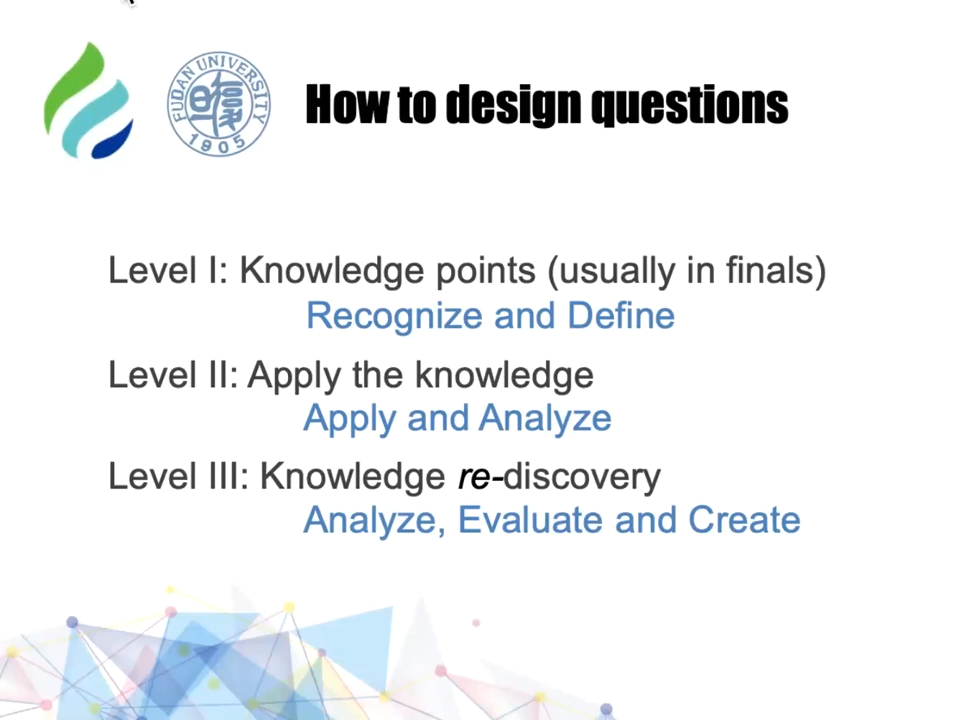 FUDAN UNIVERSITY
1905
How to design questions
Level I: Knowledge points (usually in finals)
Recognize and Define
Level II: Apply the knowledge
Apply and Analyze
Level III: Knowledge re-discovery
Analyze, Evaluate and Create